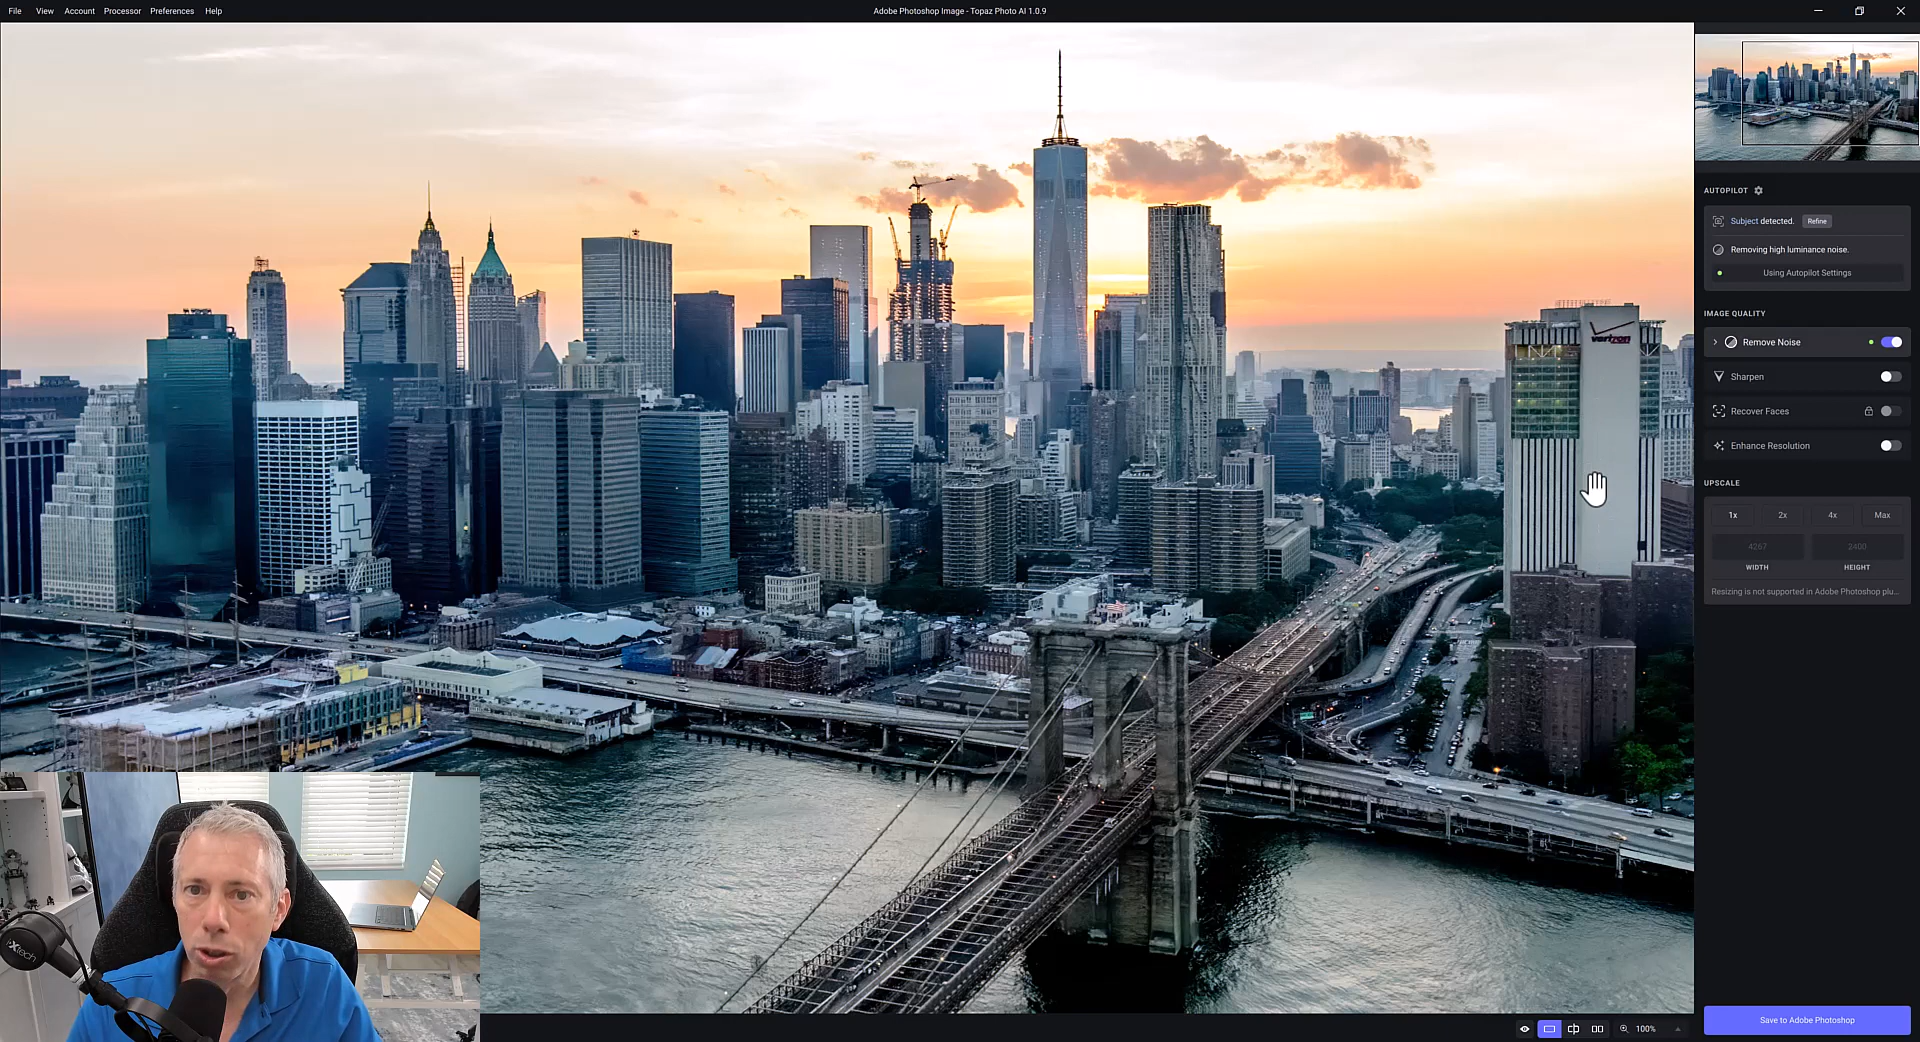 File View Account Processor Preferences Help
Adobe Photoshop Image - Topaz Photo AI 1.0.9
AUTOPILOT
Subject detected. Refine
Removing high luminance noise.
Using Autopilot Settings
IMAGE QUALITY
Remove Noise
Sharpen
Recover Faces
Enhance Resolution
UPSCALE
1x 2x 4x Max
4267 2400
WIDTH HEIGHT
Resizing is not supported in Adobe Photoshop plu...
verizon
100%
Save to Adobe Photoshop